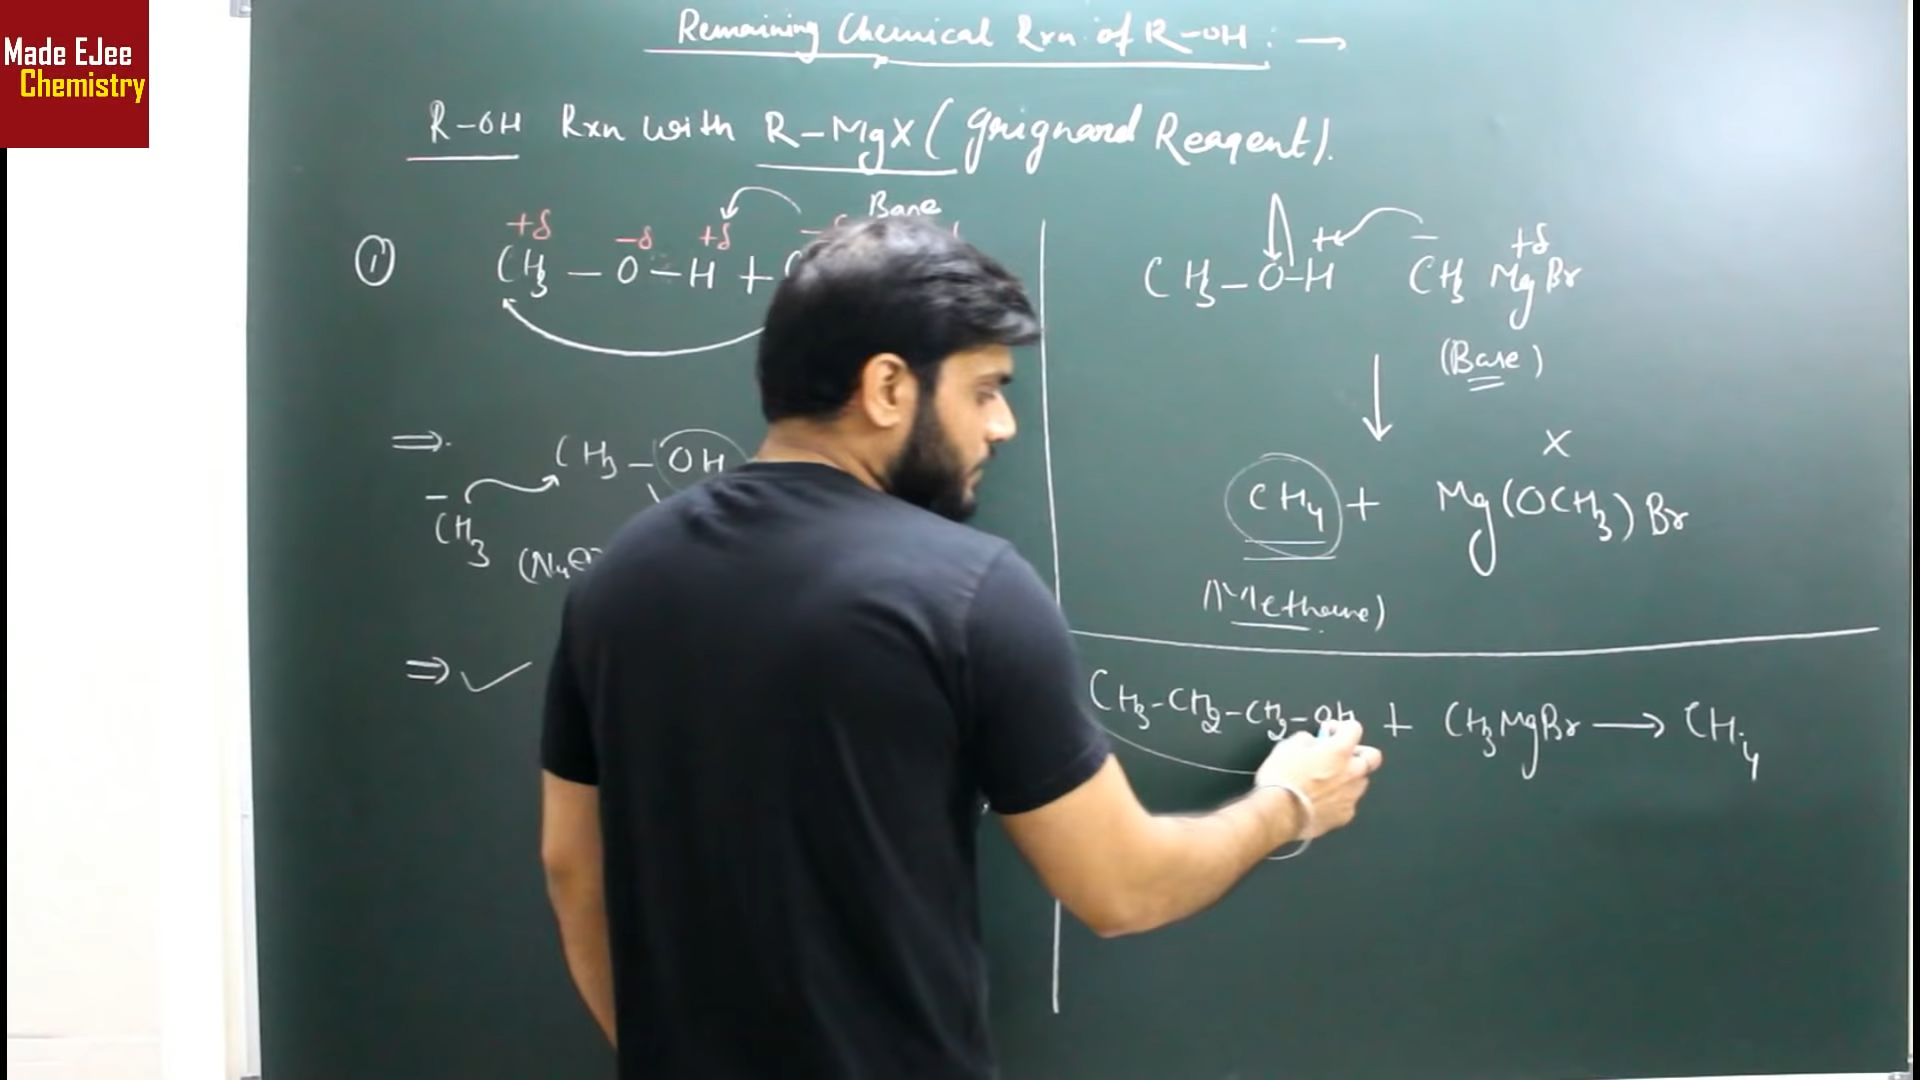 Made EJee
Chemistry
Remaining Chemical Rxn of R-OH : →
R-OH Rxn with R-MgX (Grignard Reagent).
Base
+δ -δ +δ
① CH3 - O - H +
⇒ CH3 - OH
-
CH3
⇒ ✓
+ - +δ
CH3-O-H CH3 MgBr
(Base)
↓
X
CH4 + Mg(OCH3)Br
(Methane)
CH3-CH2-CH2-OH + CH3MgBr → CH4